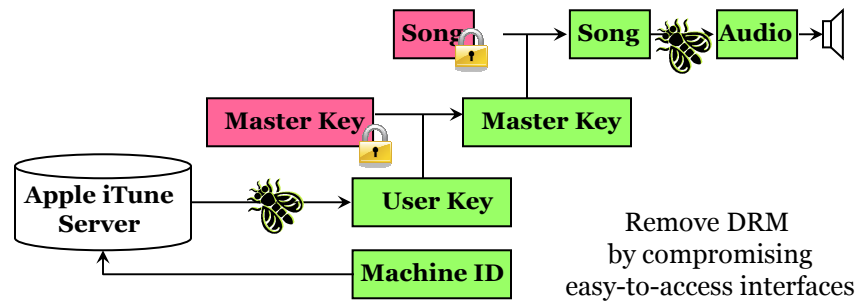 Song
Song
Audio
Master Key
Master Key
Apple iTune
Server
User Key
Machine ID
Remove DRM
by compromising
easy-to-access interfaces